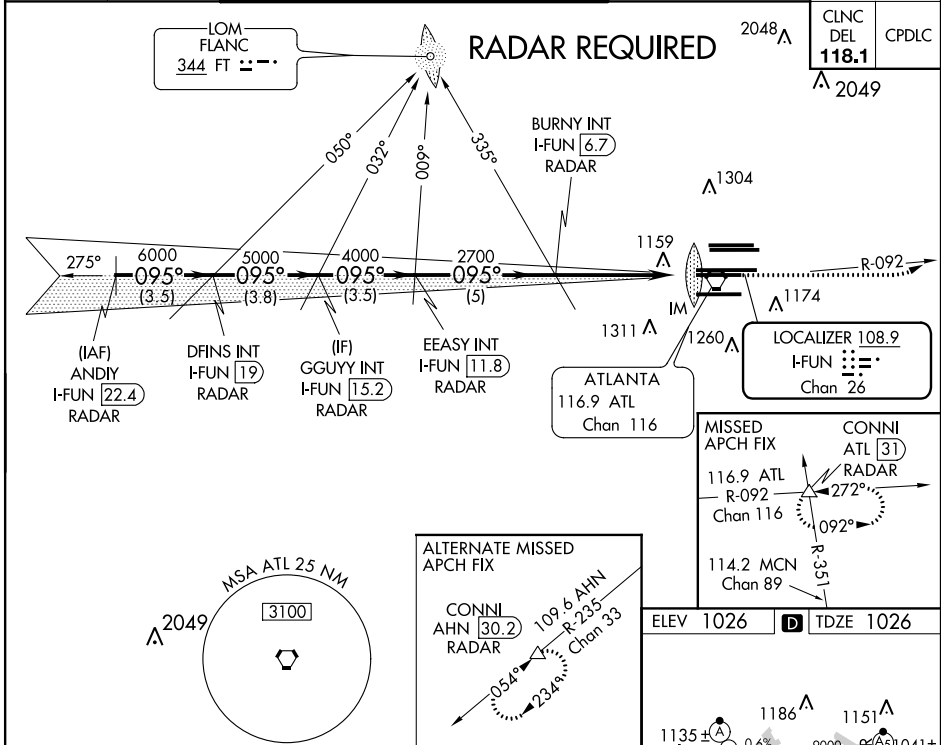 LOM
FLANC
344 FT
RADAR REQUIRED
2048
CLNC
DEL
118.1
CPDLC
2049
BURNY INT
I-FUN 6.7
RADAR
050°
032°
009°
335°
1304
1159
275°
6000
095°
(3.5)
5000
095°
(3.8)
4000
095°
(3.5)
2700
095°
(5)
R-092
IM
1174
1311
1260
(IAF)
ANDIY
I-FUN 22.4
RADAR
DFINS INT
I-FUN 19
RADAR
(IF)
GGUYY INT
I-FUN 15.2
RADAR
EEASY INT
I-FUN 11.8
RADAR
ATLANTA
116.9 ATL
Chan 116
LOCALIZER 108.9
I-FUN
Chan 26
MISSED
APCH FIX
CONNI
ATL 31
RADAR
116.9 ATL
R-092
Chan 116
272°
092°
R-351
114.2 MCN
Chan 89
MSA ATL 25 NM
3100
2049
ALTERNATE MISSED
APCH FIX
CONNI
AHN 30.2
RADAR
109.6 AHN
R-235
Chan 33
054°
234°
ELEV 1026
D
TDZE 1026
1186
1151
1135±
A
0.6%
9000
A5
1041±